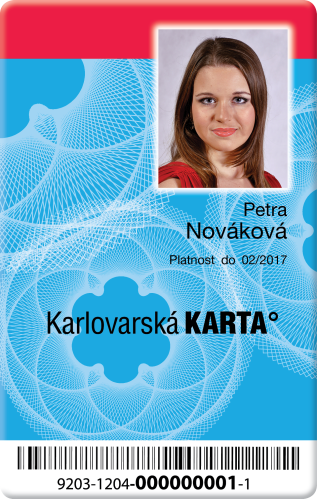 Petra
Nováková
Platnost do 02/2017
Karlovarská KARTA°
9203-1204-000000001-1